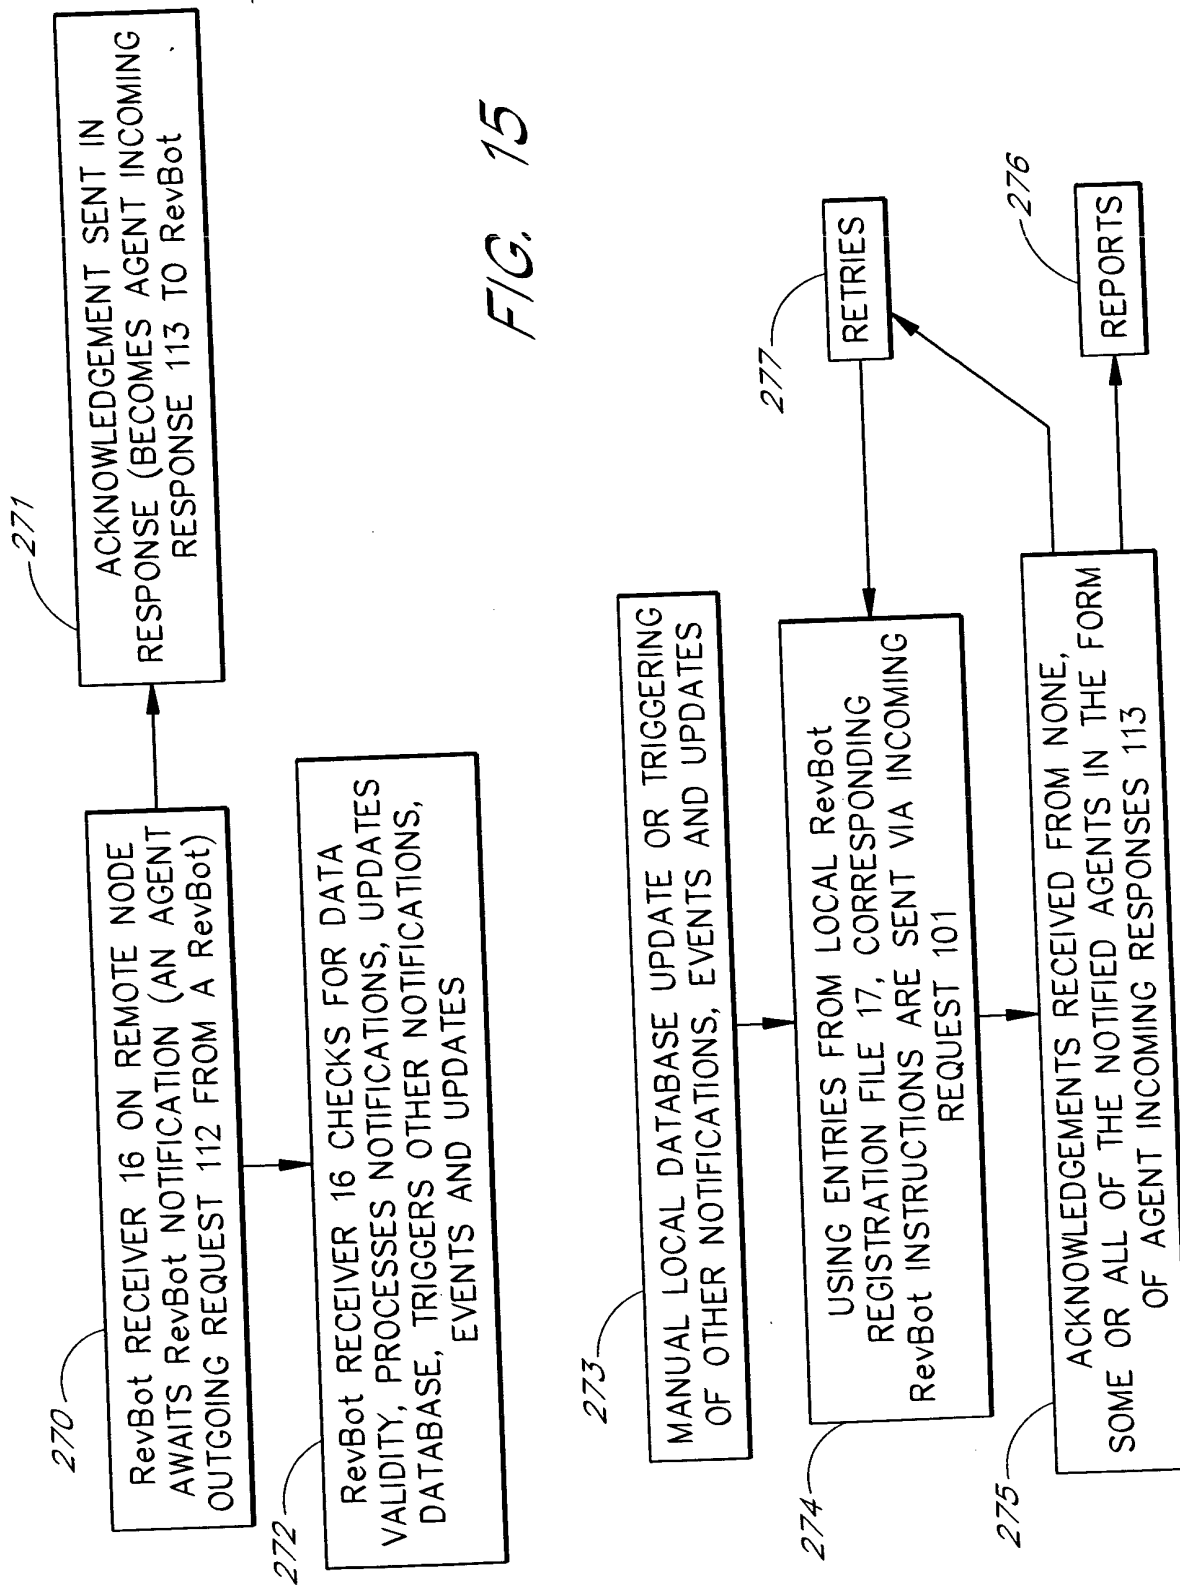 270
RevBot RECEIVER 16 ON REMOTE NODE
AWAITS RevBot NOTIFICATION (AN AGENT
OUTGOING REQUEST 112 FROM A RevBot)
271
ACKNOWLEDGEMENT SENT IN
RESPONSE (BECOMES AGENT INCOMING
RESPONSE 113 TO RevBot
272
RevBot RECEIVER 16 CHECKS FOR DATA
VALIDITY, PROCESSES NOTIFICATIONS, UPDATES
DATABASE, TRIGGERS OTHER NOTIFICATIONS,
EVENTS AND UPDATES
FIG. 15
273
MANUAL LOCAL DATABASE UPDATE OR TRIGGERING
OF OTHER NOTIFICATIONS, EVENTS AND UPDATES
274
USING ENTRIES FROM LOCAL RevBot
REGISTRATION FILE 17, CORRESPONDING
RevBot INSTRUCTIONS ARE SENT VIA INCOMING
REQUEST 101
277
RETRIES
275
ACKNOWLEDGEMENTS RECEIVED FROM NONE,
SOME OR ALL OF THE NOTIFIED AGENTS IN THE FORM
OF AGENT INCOMING RESPONSES 113
276
REPORTS